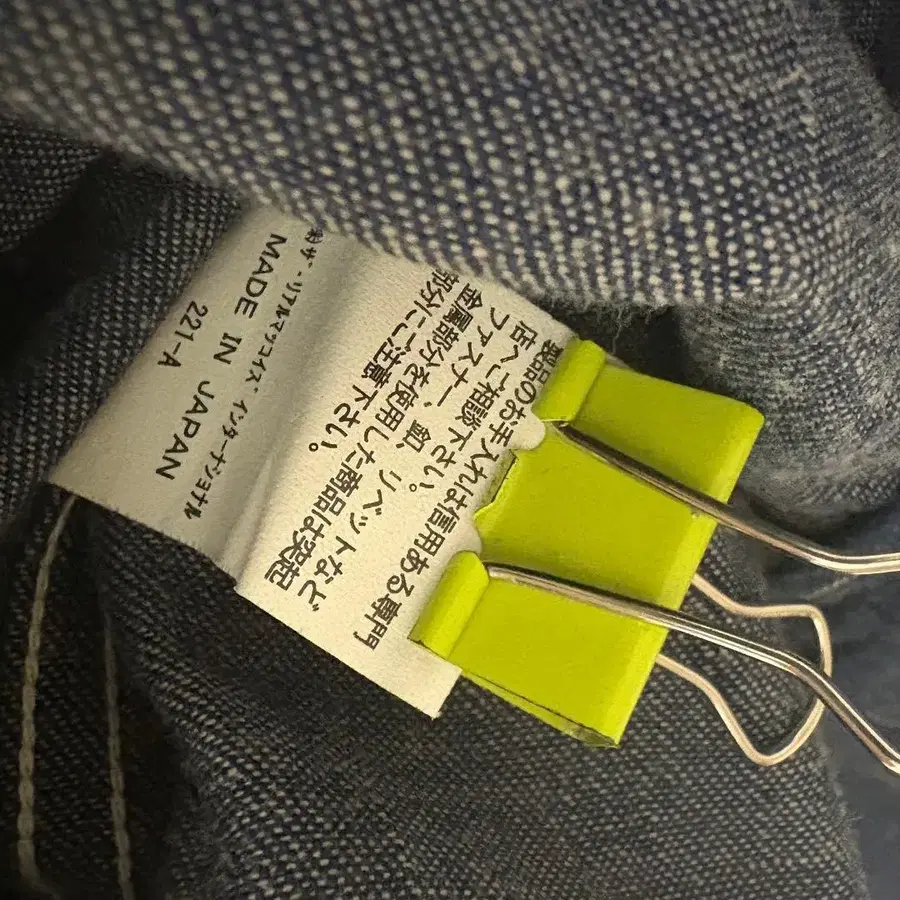 製品のお手入れは信用ある専門
店へご相談下さい。
ファスナー、釦、リベットなど
金属部分を使用した商品は突起
部分にご注意下さい。
㈱ザ・リアルマツコイズ インターナショナル
MADE IN JAPAN
221-A